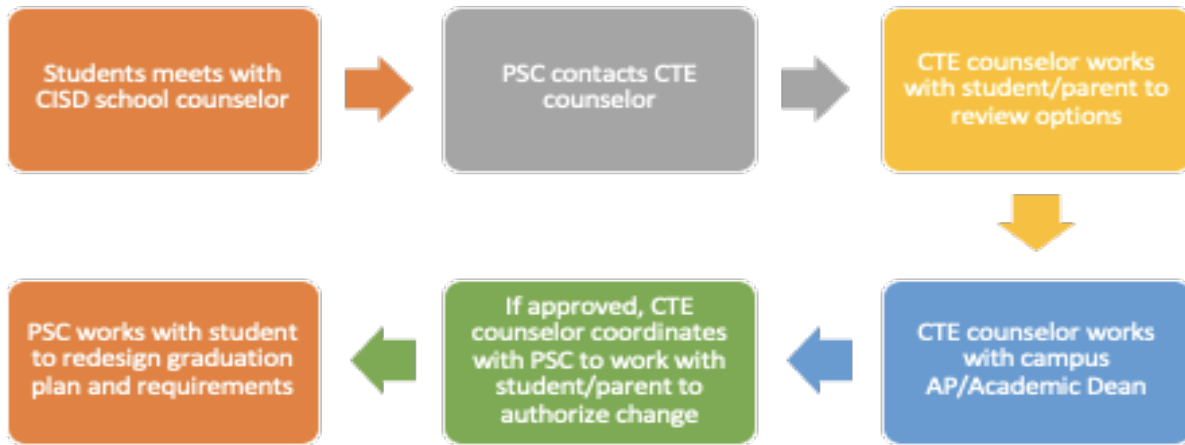 Students meets with
CISD school counselor
PSC contacts CTE
counselor
CTE counselor works
with student/parent to
review options
CTE counselor works
with campus
AP/Academic Dean
If approved, CTE
counselor coordinates
with PSC to work with
student/parent to
authorize change
PSC works with student
to redesign graduation
plan and requirements